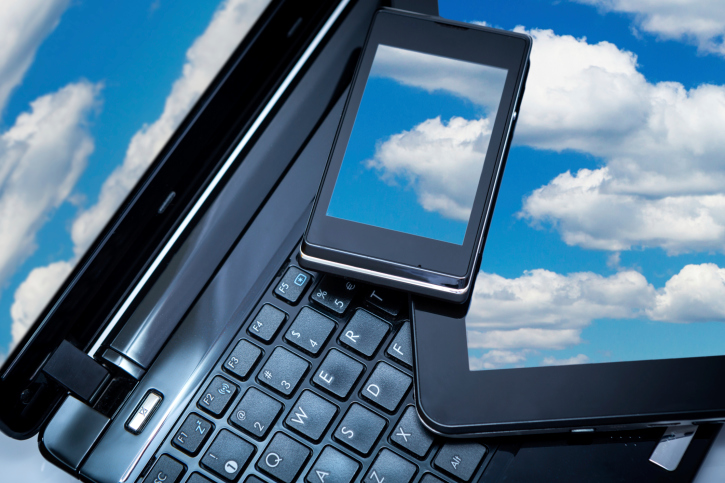 F5 ⌘ 5 € T
F4 $ 4 R F
F3 # 3 E D
F2 @ 2 W S X
F1 ! Q A Z Alt